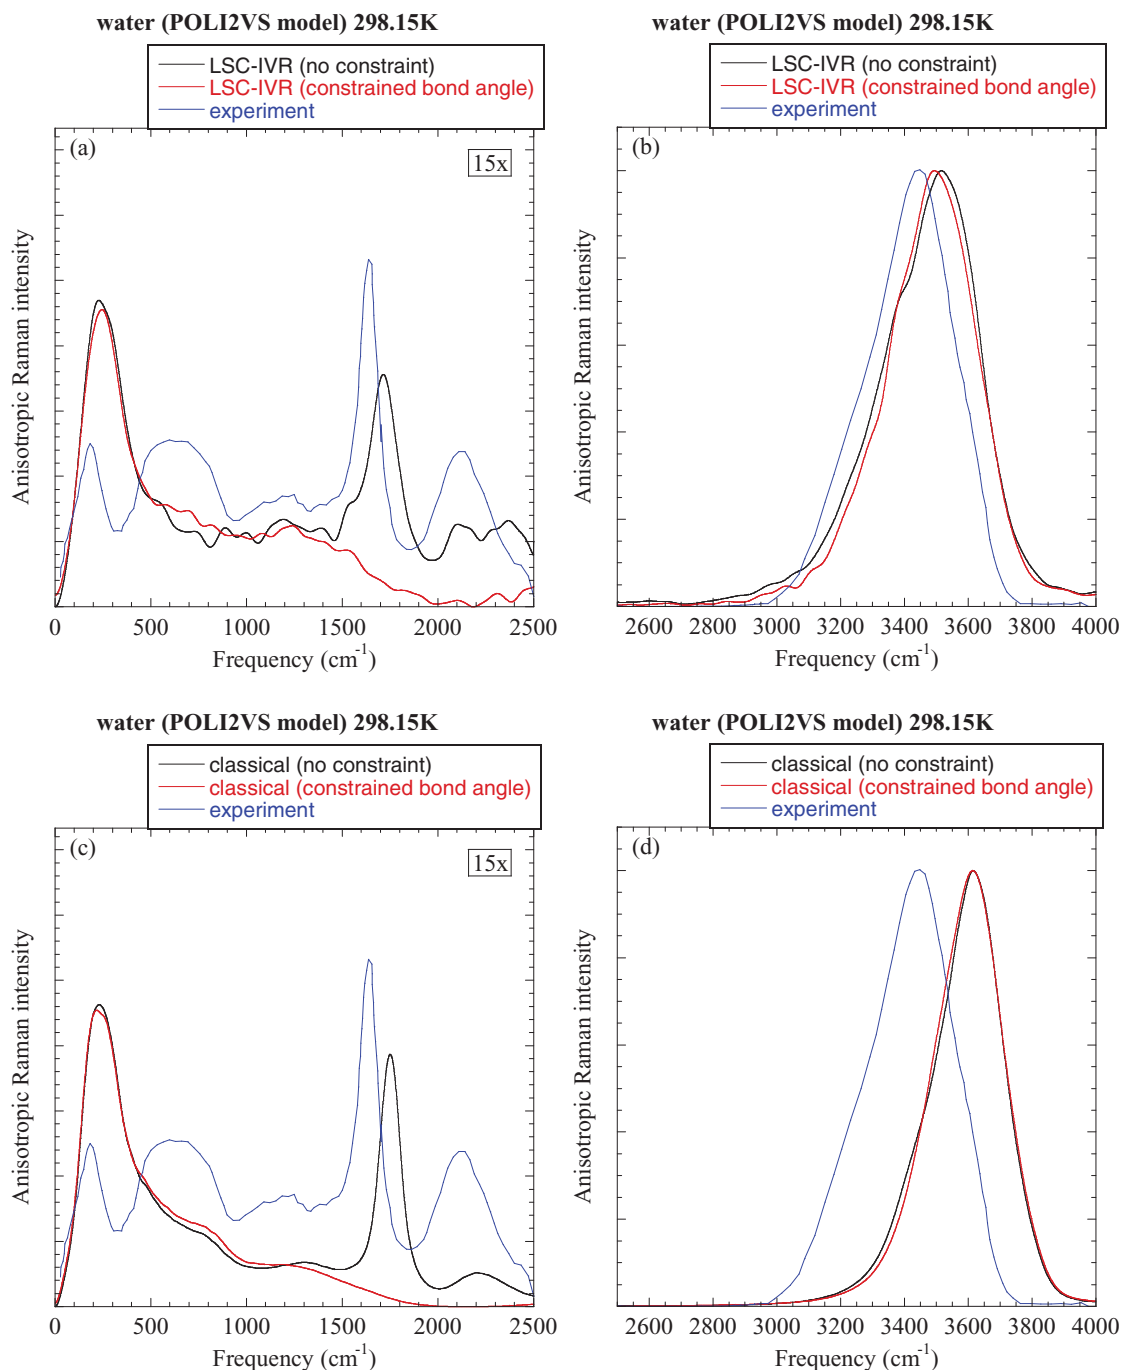 water (POLI2VS model) 298.15K
LSC-IVR (no constraint)
LSC-IVR (constrained bond angle)
experiment
(a)
15x
Anisotropic Raman intensity
0 500 1000 1500 2000 2500
Frequency (cm-1)
water (POLI2VS model) 298.15K
LSC-IVR (no constraint)
LSC-IVR (constrained bond angle)
experiment
(b)
Anisotropic Raman intensity
2600 2800 3000 3200 3400 3600 3800 4000
Frequency (cm-1)
water (POLI2VS model) 298.15K
classical (no constraint)
classical (constrained bond angle)
experiment
(c)
15x
Anisotropic Raman intensity
0 500 1000 1500 2000 2500
Frequency (cm-1)
water (POLI2VS model) 298.15K
classical (no constraint)
classical (constrained bond angle)
experiment
(d)
Anisotropic Raman intensity
2600 2800 3000 3200 3400 3600 3800 4000
Frequency (cm-1)